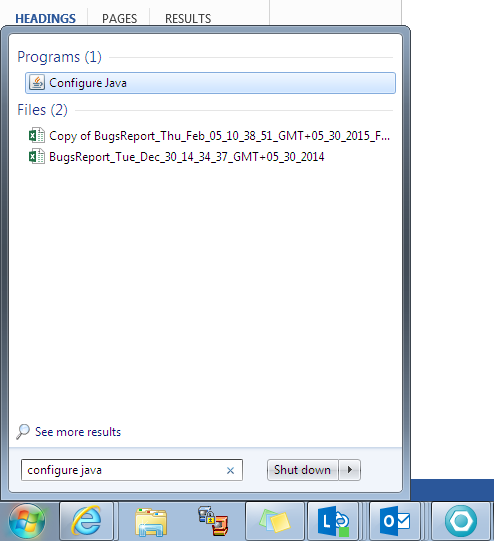 HEADINGS PAGES RESULTS
Programs (1)
Configure Java
Files (2)
Copy of BugsReport_Thu_Feb_05_10_38_51_GMT+05_30_2015_F...
BugsReport_Tue_Dec_30_14_34_37_GMT+05_30_2014
See more results
configure java
Shut down